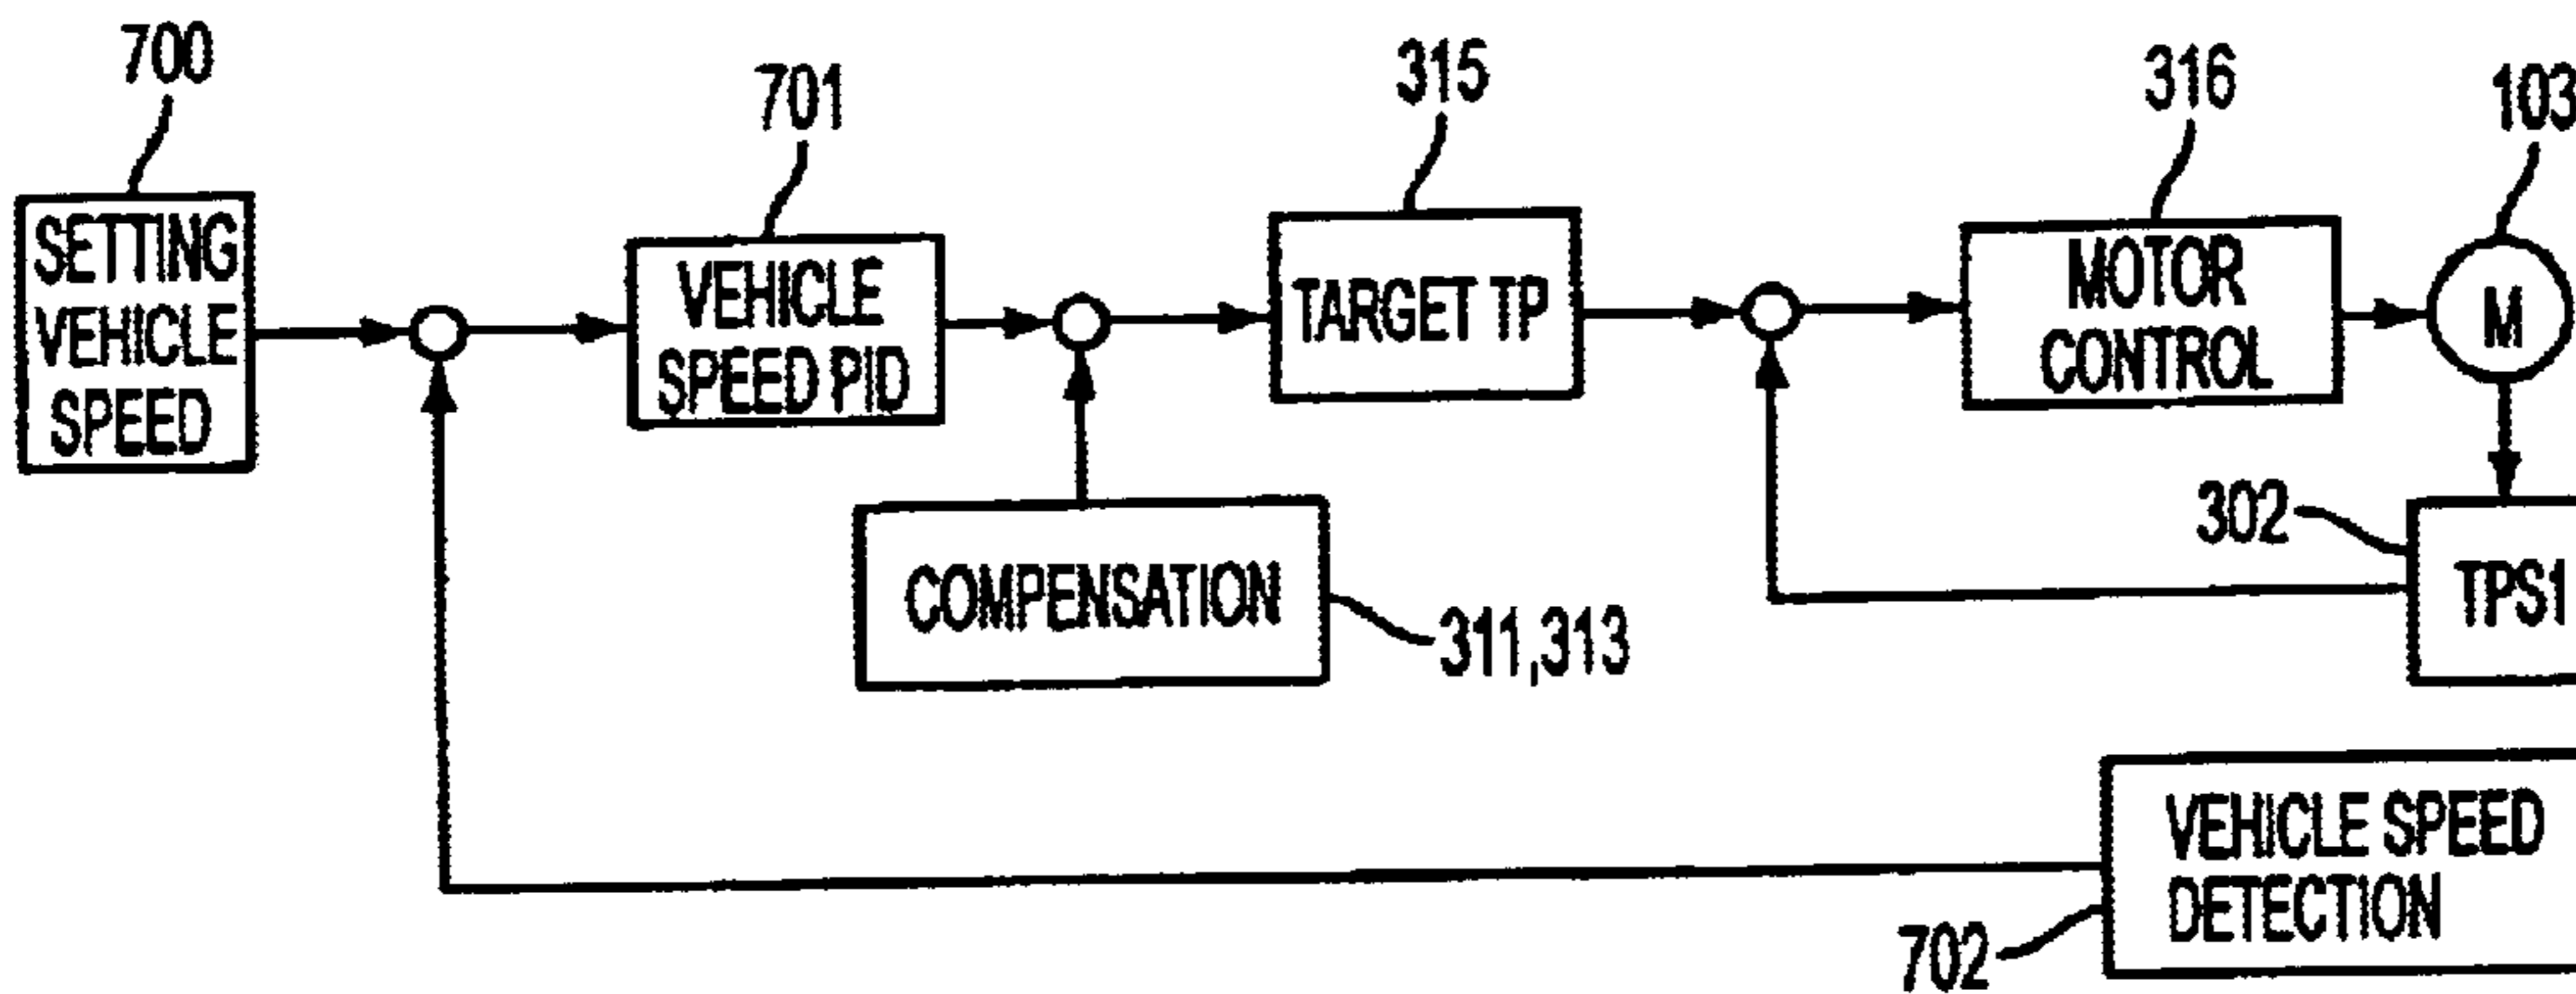 700
701
315
316
103
SETTING
VEHICLE
SPEED
VEHICLE
SPEED PID
TARGET TP
MOTOR
CONTROL
M
COMPENSATION
311,313
302
TPS1
VEHICLE SPEED
DETECTION
702